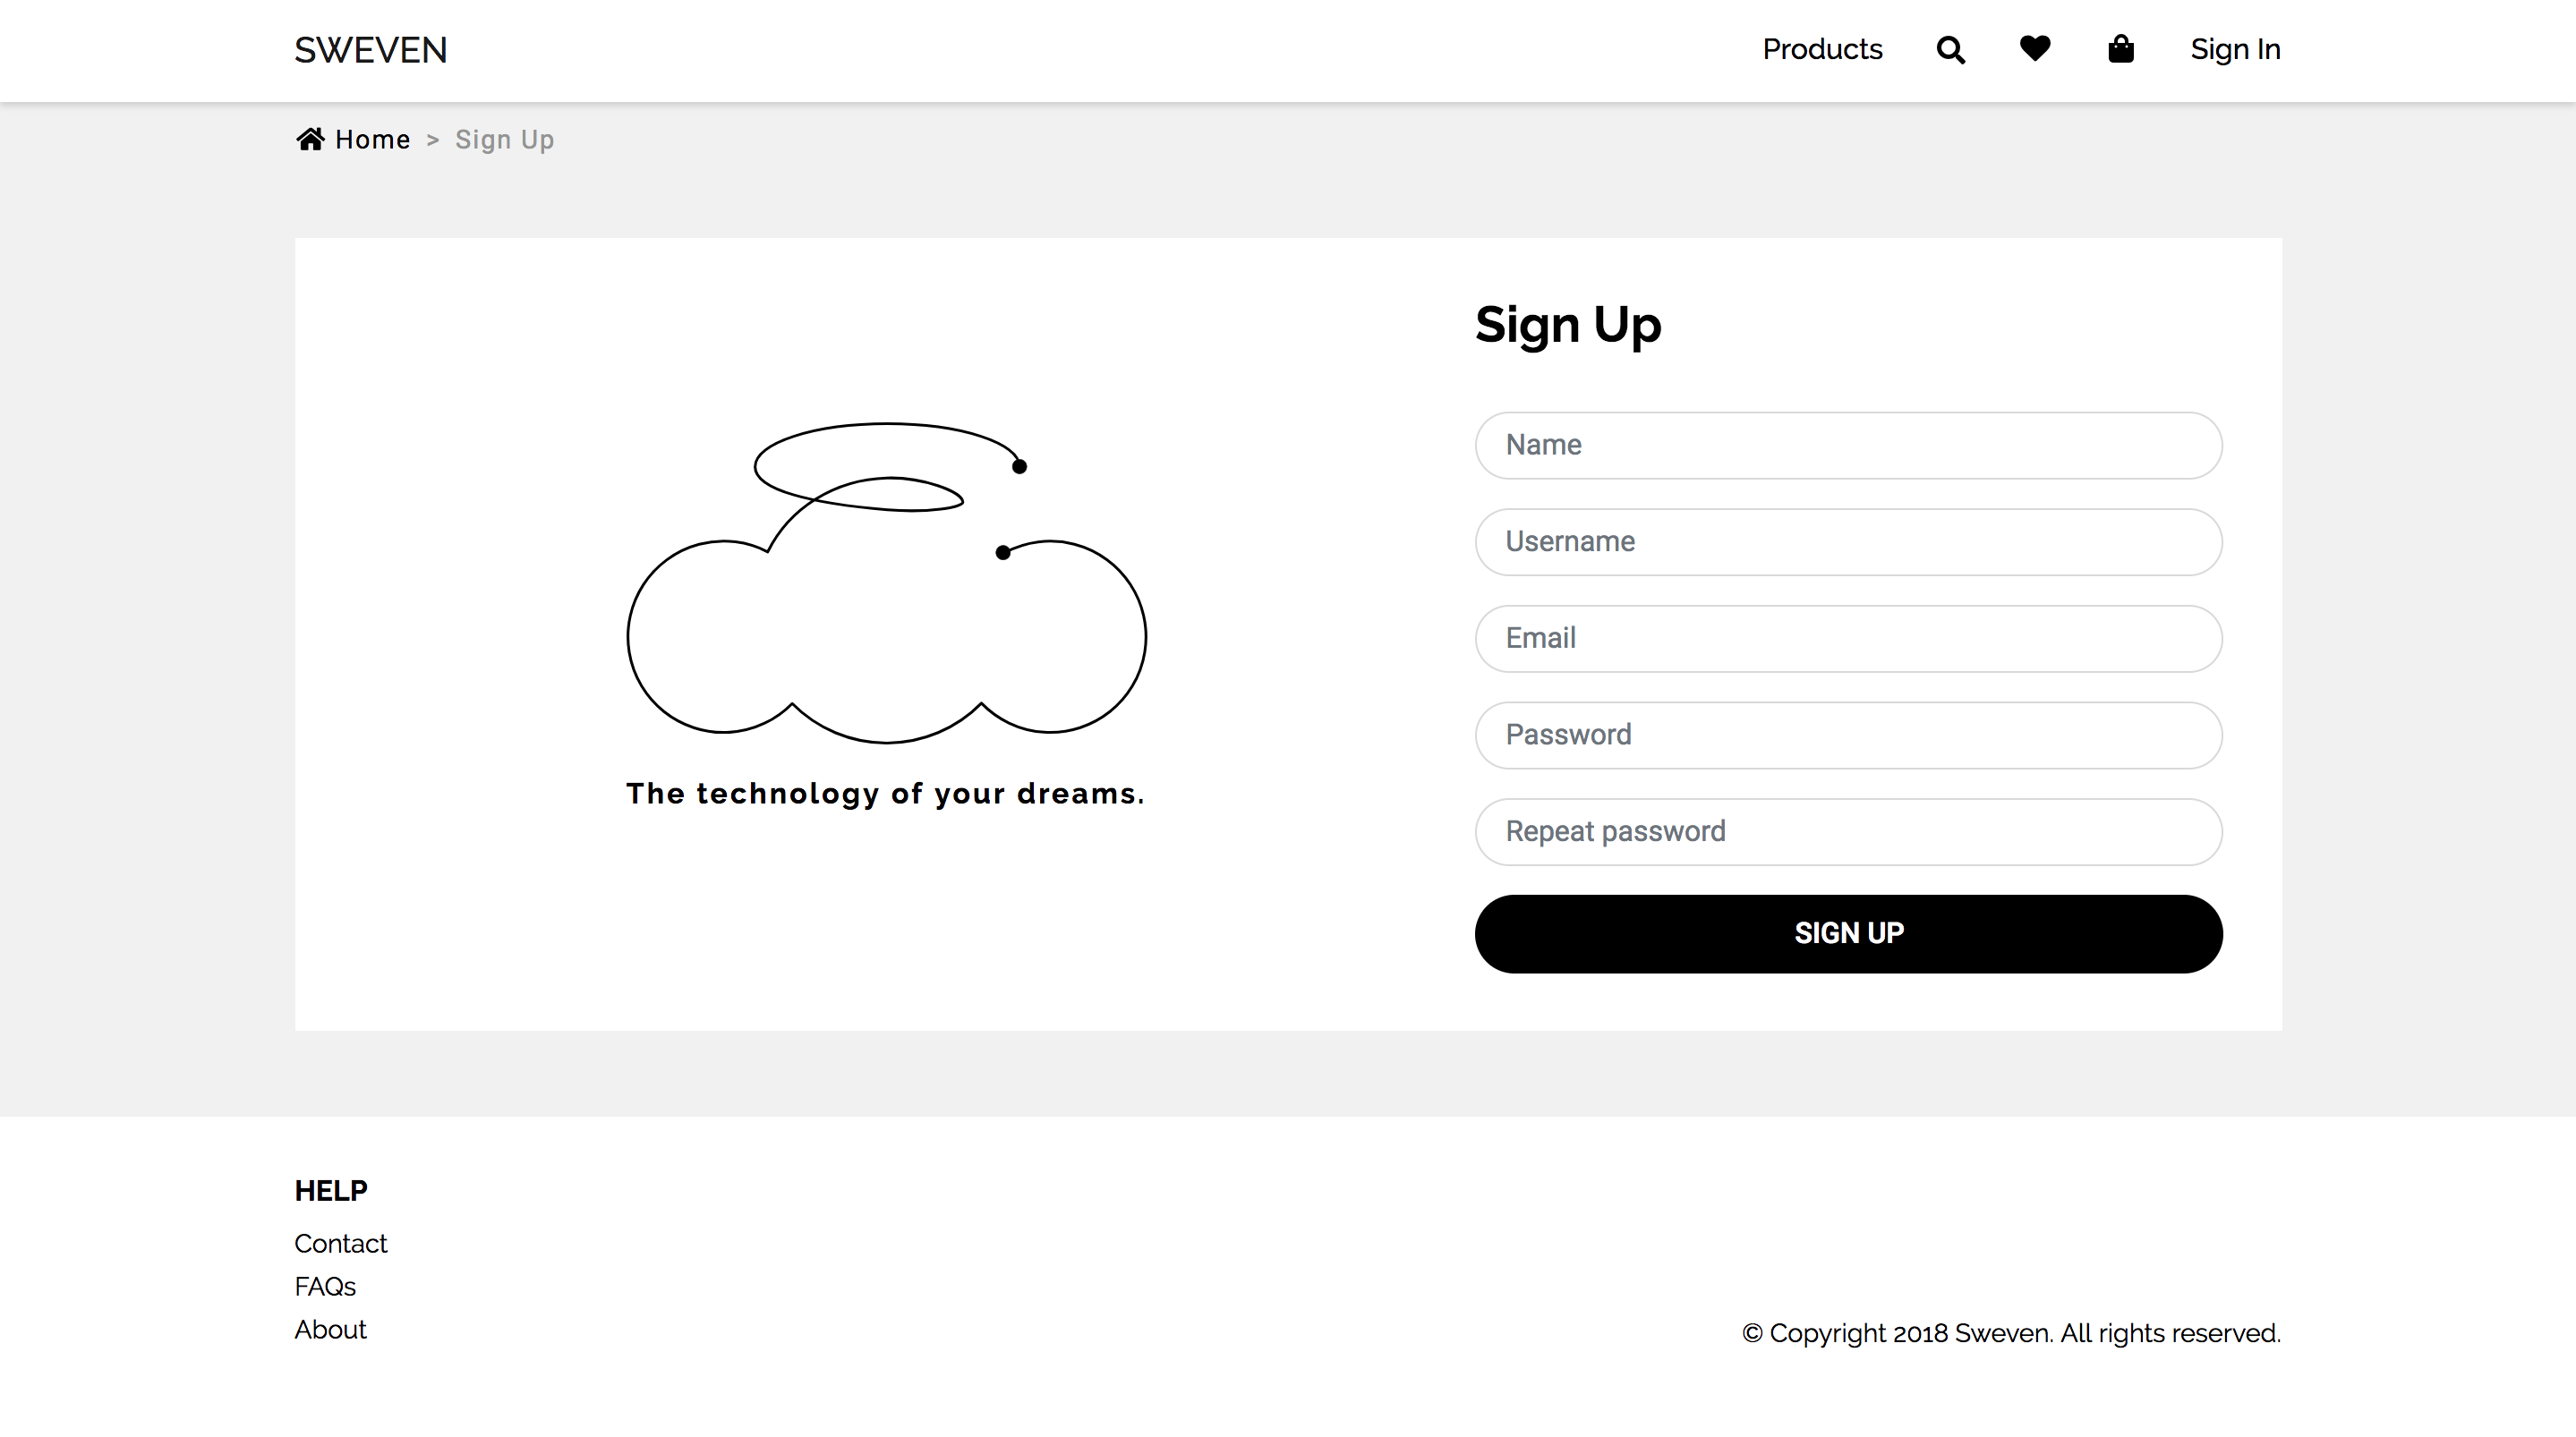 SWEVEN
Products
Sign In
Home > Sign Up
Sign Up
Name
Username
Email
Password
Repeat password
SIGN UP
The technology of your dreams.
HELP
Contact
FAQs
About
© Copyright 2018 Sweven. All rights reserved.